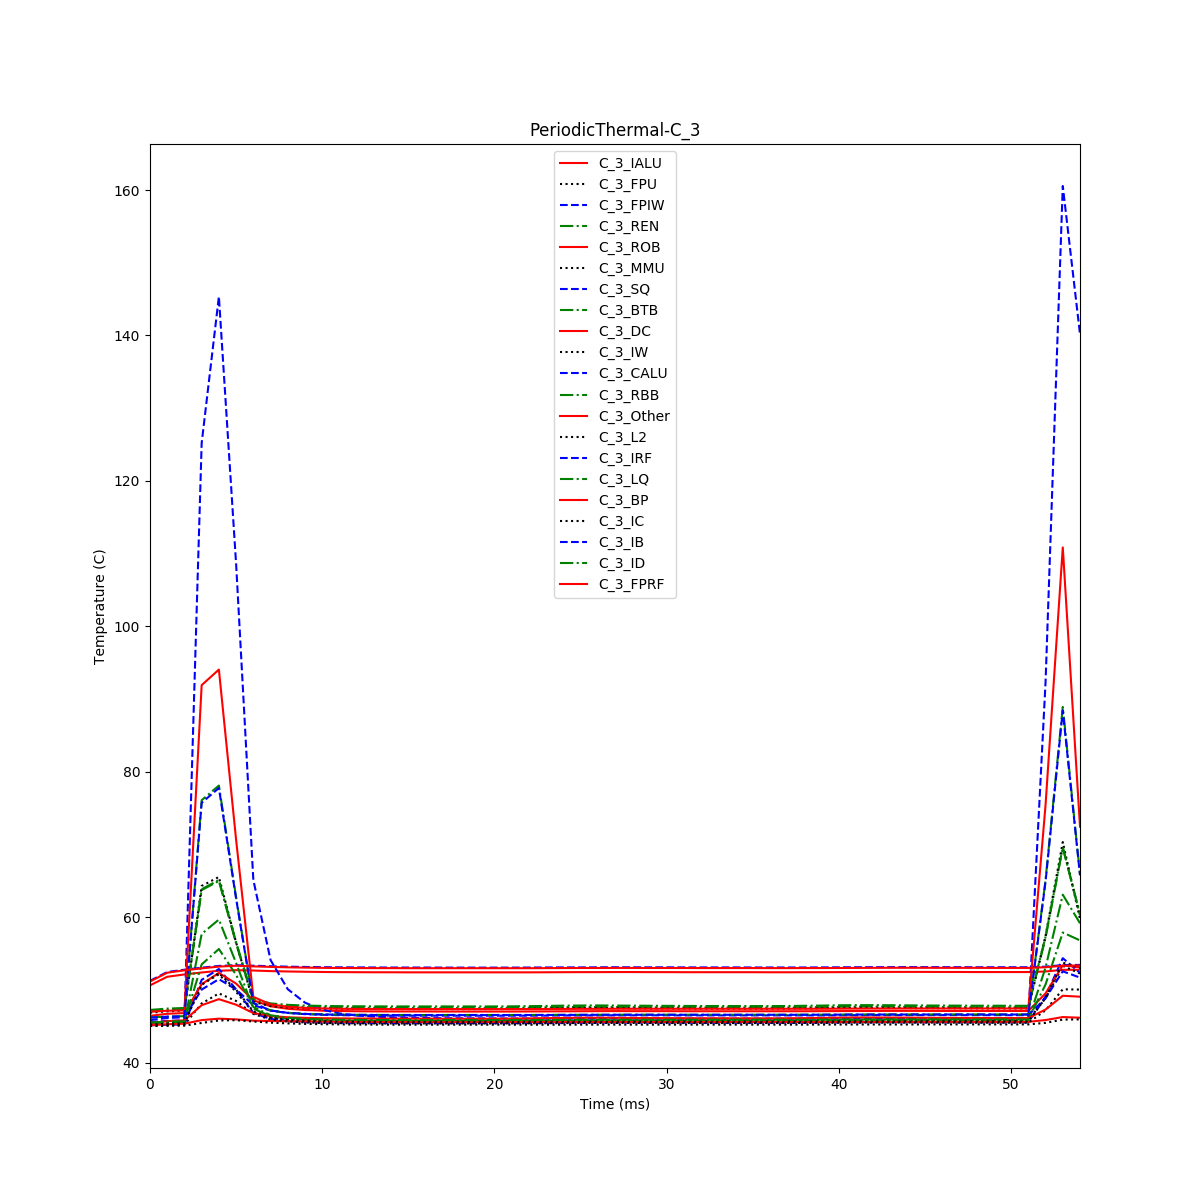 PeriodicThermal-C_3
C_3_IALU
C_3_FPU
C_3_FPIW
C_3_REN
C_3_ROB
C_3_MMU
C_3_SQ
C_3_BTB
C_3_DC
C_3_IW
C_3_CALU
C_3_RBB
C_3_Other
C_3_L2
C_3_IRF
C_3_LQ
C_3_BP
C_3_IC
C_3_IB
C_3_ID
C_3_FPRF
160
140
120
100
80
60
40
Temperature (C)
0 10 20 30 40 50
Time (ms)